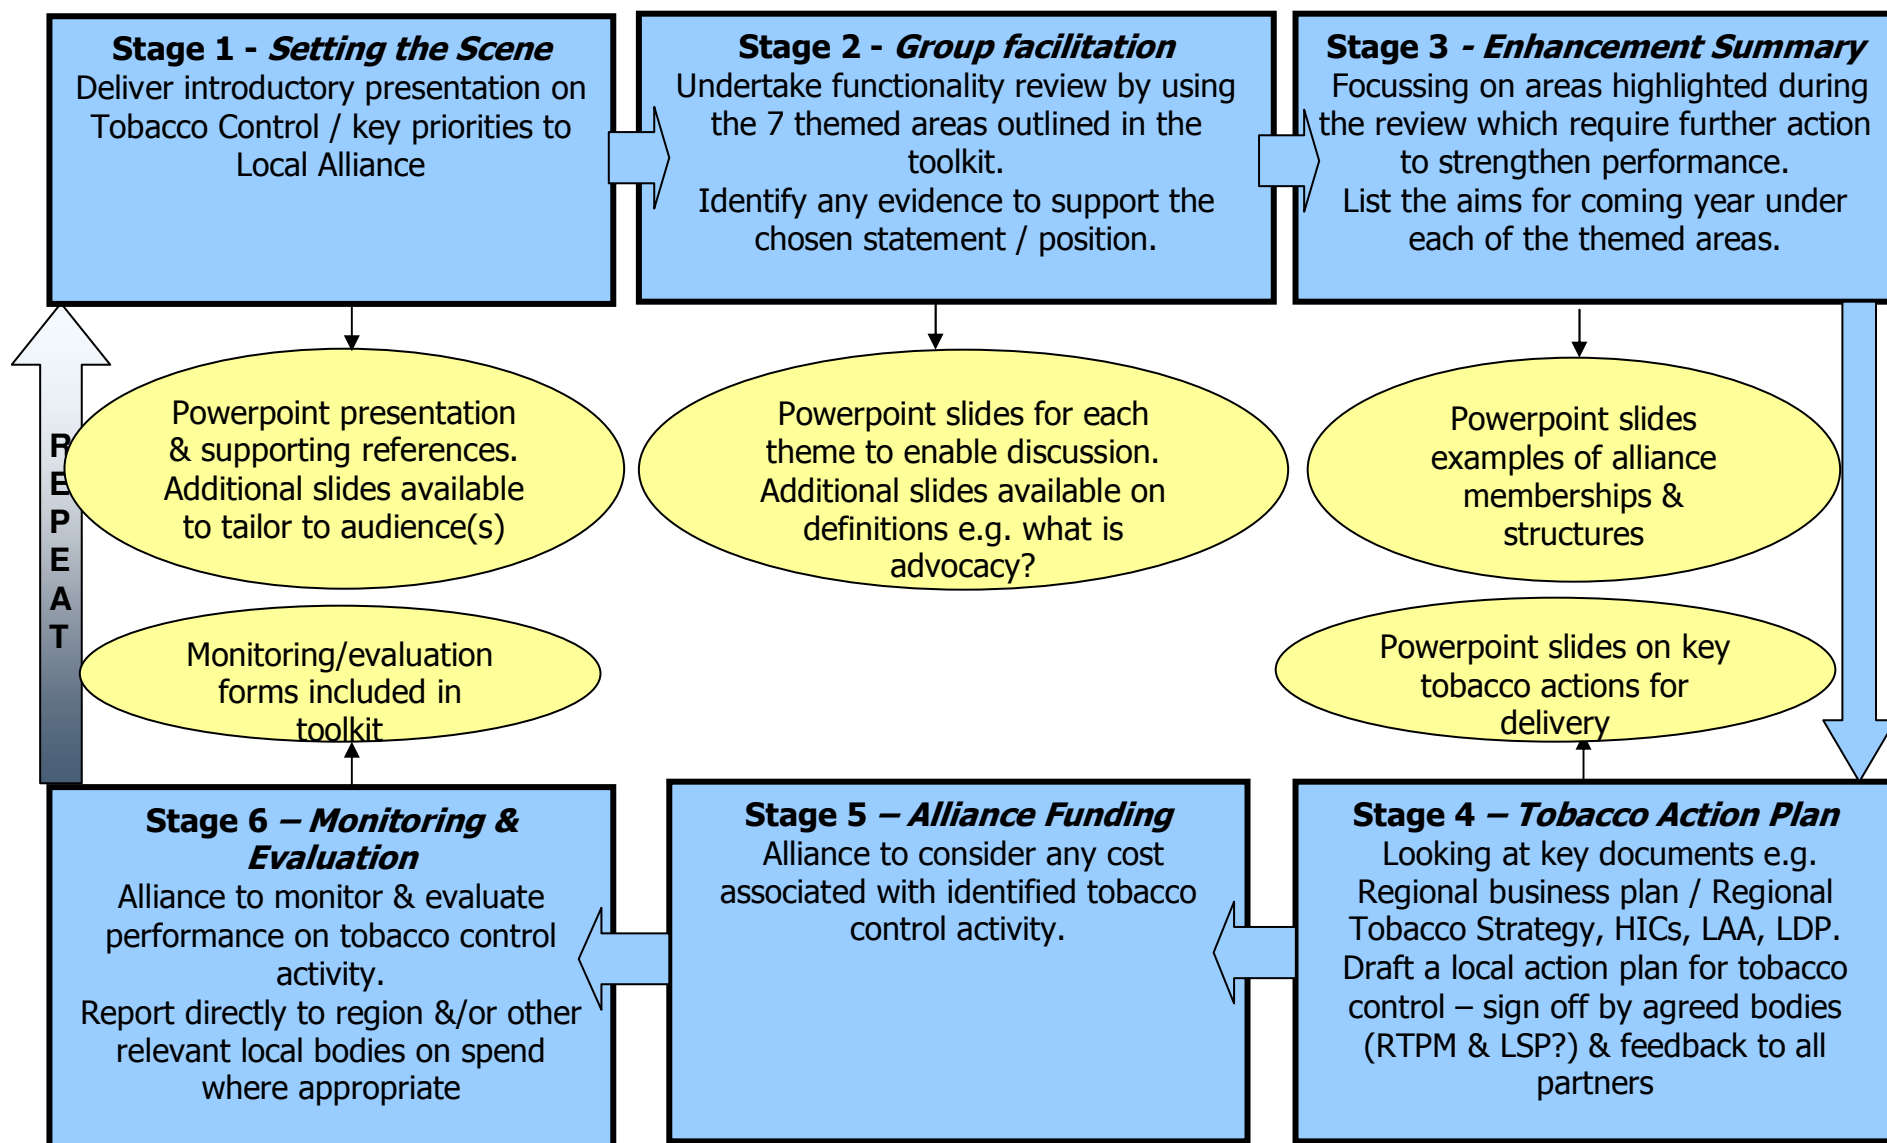 Stage 1 - Setting the Scene
Deliver introductory presentation on
Tobacco Control / key priorities to
Local Alliance
Stage 2 - Group facilitation
Undertake functionality review by using
the 7 themed areas outlined in the
toolkit.
Identify any evidence to support the
chosen statement / position.
Stage 3 - Enhancement Summary
Focussing on areas highlighted during
the review which require further action
to strengthen performance.
List the aims for coming year under
each of the themed areas.
Powerpoint presentation
& supporting references.
Additional slides available
to tailor to audience(s)
Powerpoint slides for each
theme to enable discussion.
Additional slides available on
definitions e.g. what is
advocacy?
Powerpoint slides
examples of alliance
memberships &
structures
REPEAT
Monitoring/evaluation
forms included in
toolkit
Powerpoint slides on key
tobacco actions for
delivery
Stage 6 – Monitoring &
Evaluation
Alliance to monitor & evaluate
performance on tobacco control
activity.
Report directly to region &/or other
relevant local bodies on spend
where appropriate
Stage 5 – Alliance Funding
Alliance to consider any cost
associated with identified tobacco
control activity.
Stage 4 – Tobacco Action Plan
Looking at key documents e.g.
Regional business plan / Regional
Tobacco Strategy, HICs, LAA, LDP.
Draft a local action plan for tobacco
control – sign off by agreed bodies
(RTPM & LSP?) & feedback to all
partners